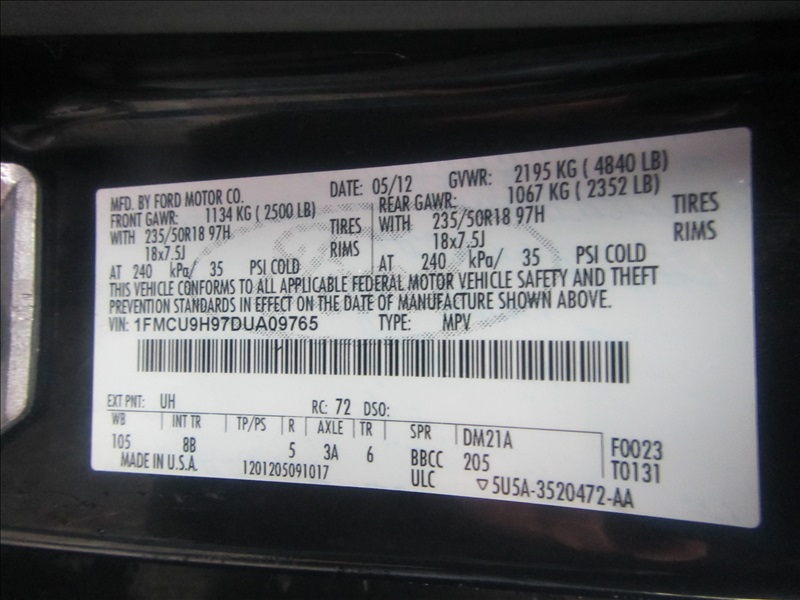 MFD. BY FORD MOTOR CO. DATE: 05/12 GVWR: 2195 KG ( 4840 LB)
FRONT GAWR: 1134 KG ( 2500 LB) REAR GAWR: 1067 KG ( 2352 LB)
WITH 235/50R18 97H TIRES WITH 235/50R18 97H TIRES
18x7.5J RIMS 18x7.5J RIMS
AT 240 kPa/ 35 PSI COLD AT 240 kPa/ 35 PSI COLD
THIS VEHICLE CONFORMS TO ALL APPLICABLE FEDERAL MOTOR VEHICLE SAFETY AND THEFT
PREVENTION STANDARDS IN EFFECT ON THE DATE OF MANUFACTURE SHOWN ABOVE.
VIN: 1FMCU9H97DUA09765 TYPE: MPV
EXT PNT: UH RC: 72 DSO:
WB INT TR TP/PS R AXLE TR SPR DM21A F0023
105 8B 5 3A 6 BBCC 205 T0131
MADE IN U.S.A. 1201205091017 ULC ▽5U5A-3520472-AA